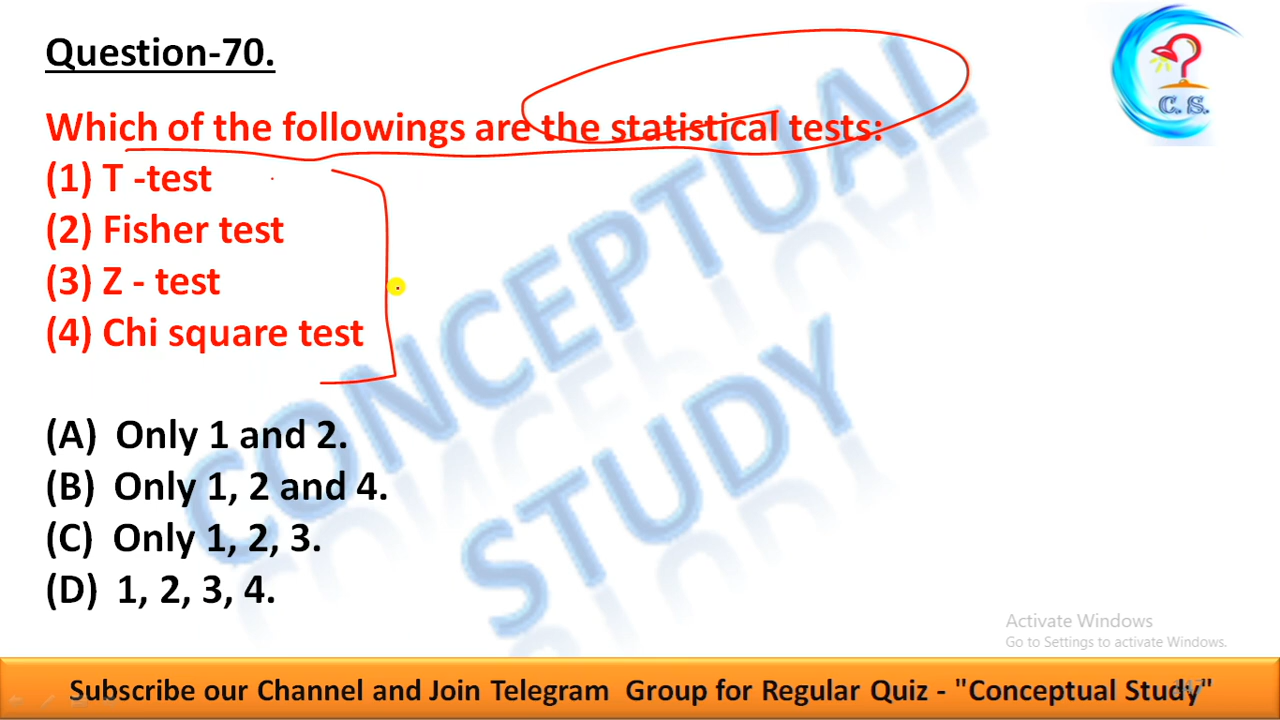 Question-70.
Which of the followings are the statistical tests:
(1) T -test
(2) Fisher test
(3) Z - test
(4) Chi square test
(A) Only 1 and 2.
(B) Only 1, 2 and 4.
(C) Only 1, 2, 3.
(D) 1, 2, 3, 4.
CONCEPTUAL
STUDY
C. S.
Activate Windows
Go to Settings to activate Windows.
Subscribe our Channel and Join Telegram Group for Regular Quiz - "Conceptual Study"